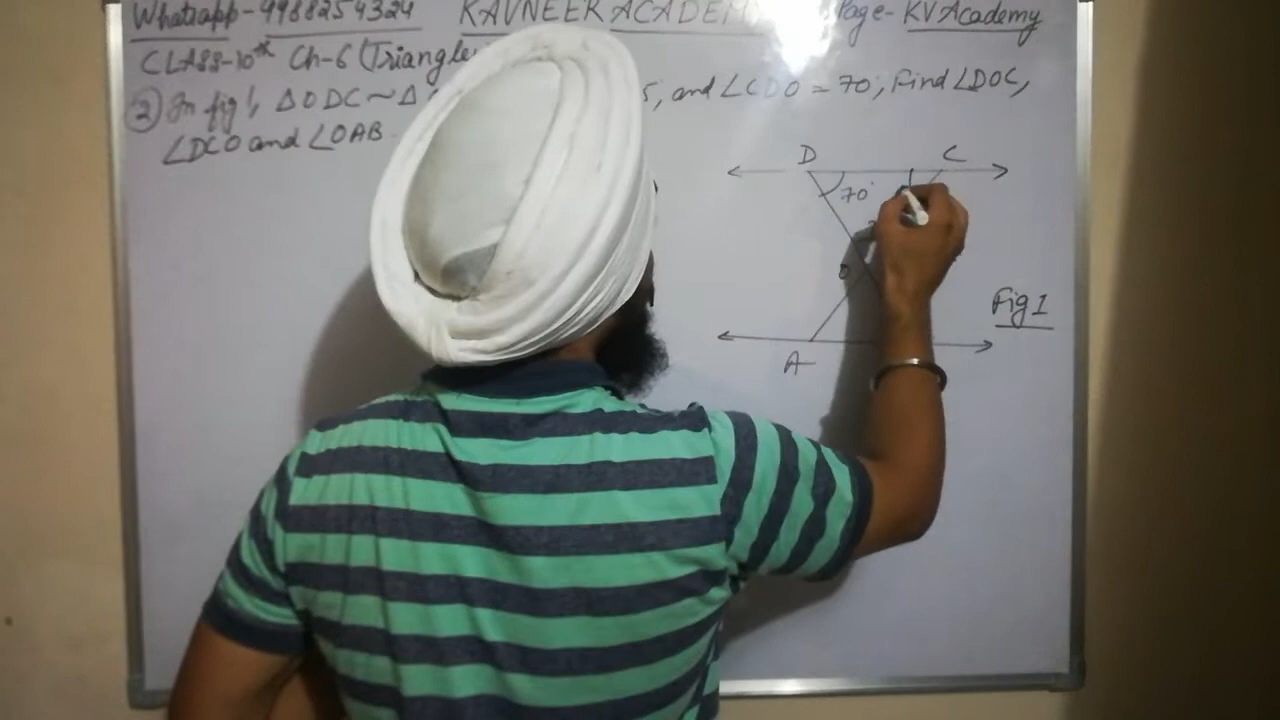 Whatsapp - 9988254324 KAVNEER ACADEM Page - KV Academy
CLASS-10th Ch-6 (Triangle
(2) In fig 1, ΔODC ~ Δ 5, and ∠CDO = 70°, Find ∠DOC,
∠DCO and ∠OAB.
D C
70°
O
Fig 1
A